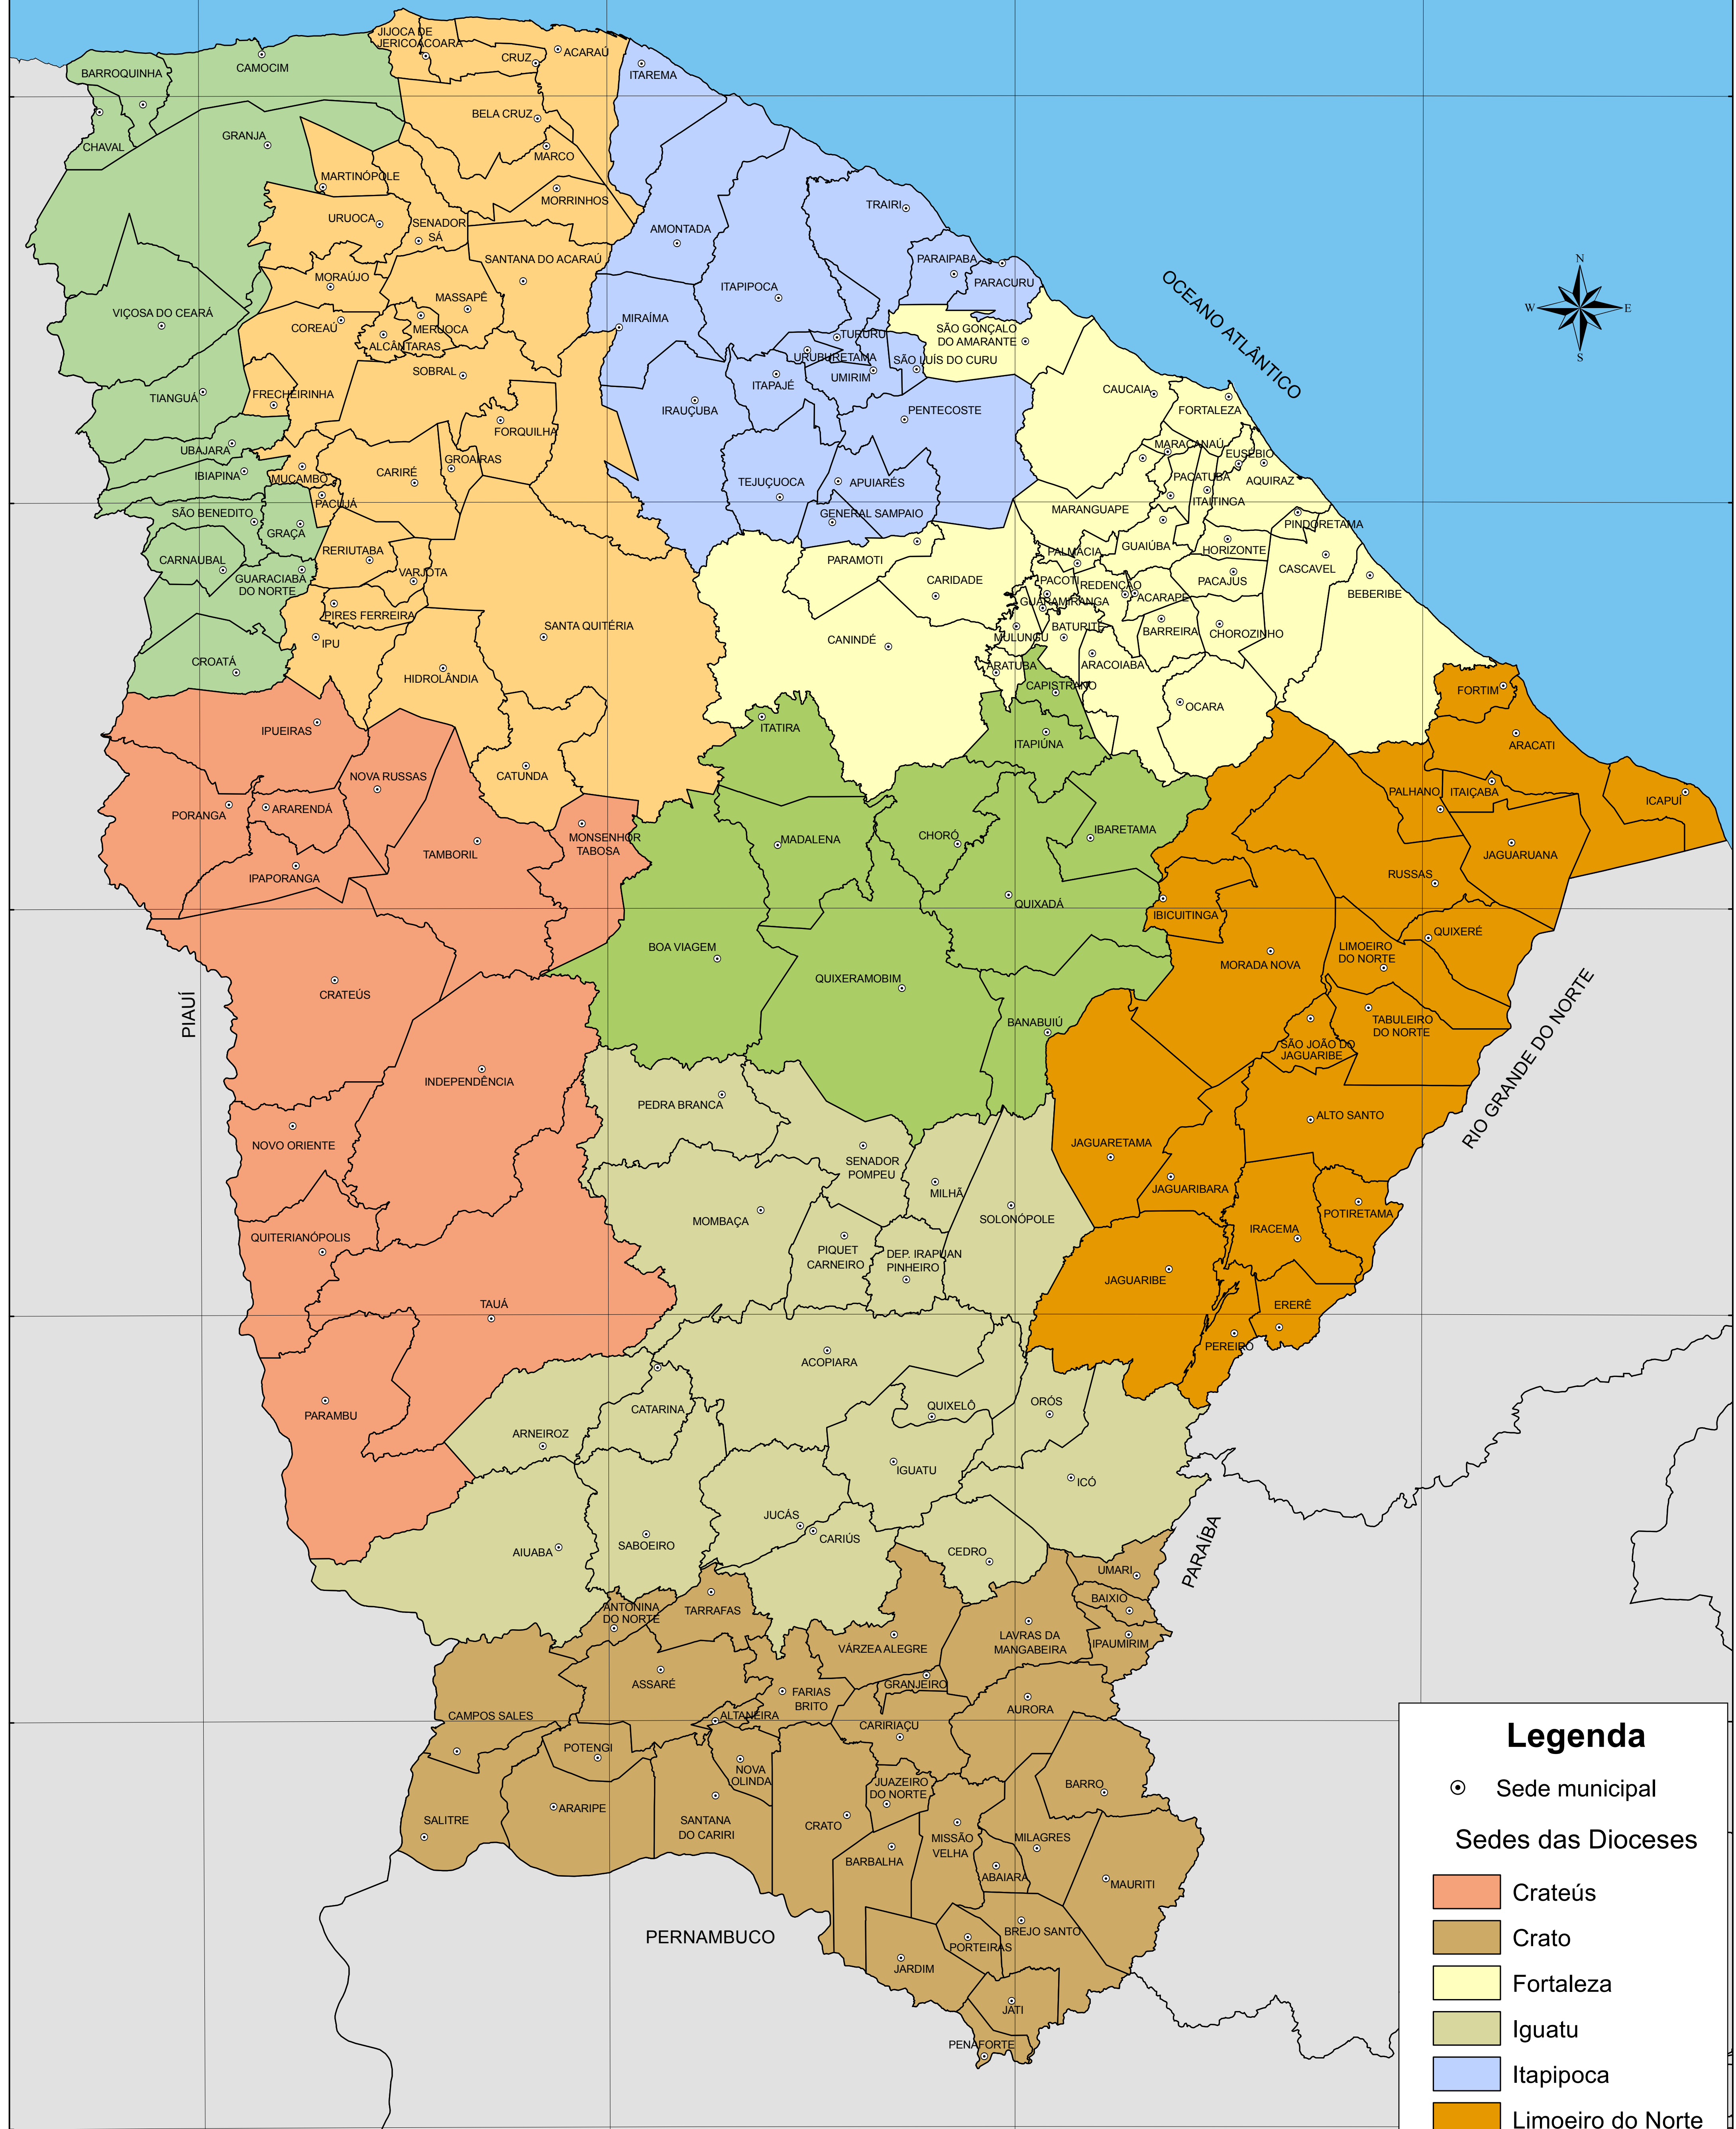 JIJOCA DE
JERICOACOARA
CRUZ
ACARAÚ
ITAREMA
BARROQUINHA
CAMOCIM
CHAVAL
GRANJA
BELA CRUZ
MARCO
MARTINÓPOLE
MORRINHOS
URUOCA
SENADOR
SÁ
TRAIRI
AMONTADA
SANTANA DO ACARAÚ
PARAIPABA
PARACURU
MORAÚJO
MASSAPÊ
ITAPIPOCA
VIÇOSA DO CEARÁ
COREAÚ
MERUOCA
ALCÂNTARAS
MIRAÍMA
TURURU
URUBURETAMA
SÃO GONÇALO
DO AMARANTE
SÃO LUÍS DO CURU
UMIRIM
ITAPAJÉ
SOBRAL
OCEANO ATLÂNTICO
N
W
E
S
TIANGUÁ
FRECHEIRINHA
IRAUÇUBA
PENTECOSTE
CAUCAIA
FORTALEZA
FORQUILHA
UBAJARA
IBIAPINA
MUCAMBO
CARIRÉ
GROAÍRAS
PACUJÁ
TEJUÇUOCA
APUIARÉS
GENERAL SAMPAIO
MARACANAÚ
EUSÉBIO
AQUIRAZ
PACATUBA
ITAITINGA
MARANGUAPE
PINDORETAMA
SÃO BENEDITO
GRAÇA
CARNAUBAL
GUARACIABA
DO NORTE
RERIUTABA
VARJOTA
PIRES FERREIRA
IPU
CROATÁ
SANTA QUITÉRIA
HIDROLÂNDIA
PARAMOTI
CARIDADE
CANINDÉ
PALMÁCIA
GUAIÚBA
HORIZONTE
PACOTI
REDENÇÃO
PACAJUS
CASCAVEL
BEBERIBE
GUARAMIRANGA
ACARAPE
MULUNGU
BATURITÉ
BARREIRA
CHOROZINHO
ARATUBA
ARACOIABA
CAPISTRANO
OCARA
FORTIM
ARACATI
IPUEIRAS
NOVA RUSSAS
CATUNDA
ITATIRA
ITAPIÚNA
PORANGA
ARARENDÁ
TAMBORIL
MONSENHOR
TABOSA
IPAPORANGA
MADALENA
CHORÓ
IBARETAMA
PALHANO
ITAIÇABA
ICAPUÍ
JAGUARUANA
RUSSAS
QUIXADÁ
IBICUITINGA
BOA VIAGEM
QUIXERAMOBIM
MORADA NOVA
LIMOEIRO
DO NORTE
QUIXERÉ
CRATEÚS
BANABUIÚ
SÃO JOÃO DO
JAGUARIBE
TABULEIRO
DO NORTE
PIAUÍ
RIO GRANDE DO NORTE
INDEPENDÊNCIA
PEDRA BRANCA
NOVO ORIENTE
SENADOR
POMPEU
MILHÃ
JAGUARETAMA
ALTO SANTO
JAGUARIBARA
QUITERIANÓPOLIS
MOMBAÇA
SOLONÓPOLE
IRACEMA
POTIRETAMA
PIQUET
CARNEIRO
DEP. IRAPUAN
PINHEIRO
JAGUARIBE
TAUÁ
ERERÊ
PEREIRO
ACOPIARA
PARAMBU
CATARINA
QUIXELÔ
ORÓS
ARNEIROZ
IGUATU
ICÓ
JUCÁS
CARIÚS
AIUABA
SABOEIRO
CEDRO
PARAÍBA
UMARI
ANTONINA
DO NORTE
TARRAFAS
BAIXIO
VÁRZEA ALEGRE
LAVRAS DA
MANGABEIRA
IPAUMIRIM
ASSARÉ
FARIAS
BRITO
GRANJEIRO
CAMPOS SALES
ALTANEIRA
CARIRIAÇU
AURORA
POTENGI
NOVA
OLINDA
JUAZEIRO
DO NORTE
BARRO
SALITRE
ARARIPE
SANTANA
DO CARIRI
CRATO
MISSÃO
VELHA
MILAGRES
BARBALHA
ABAIARA
MAURITI
BREJO SANTO
PORTEIRAS
JARDIM
JATI
PENAFORTE
PERNAMBUCO
Legenda
Sede municipal
Sedes das Dioceses
Crateús
Crato
Fortaleza
Iguatu
Itapipoca
Limoeiro do Norte